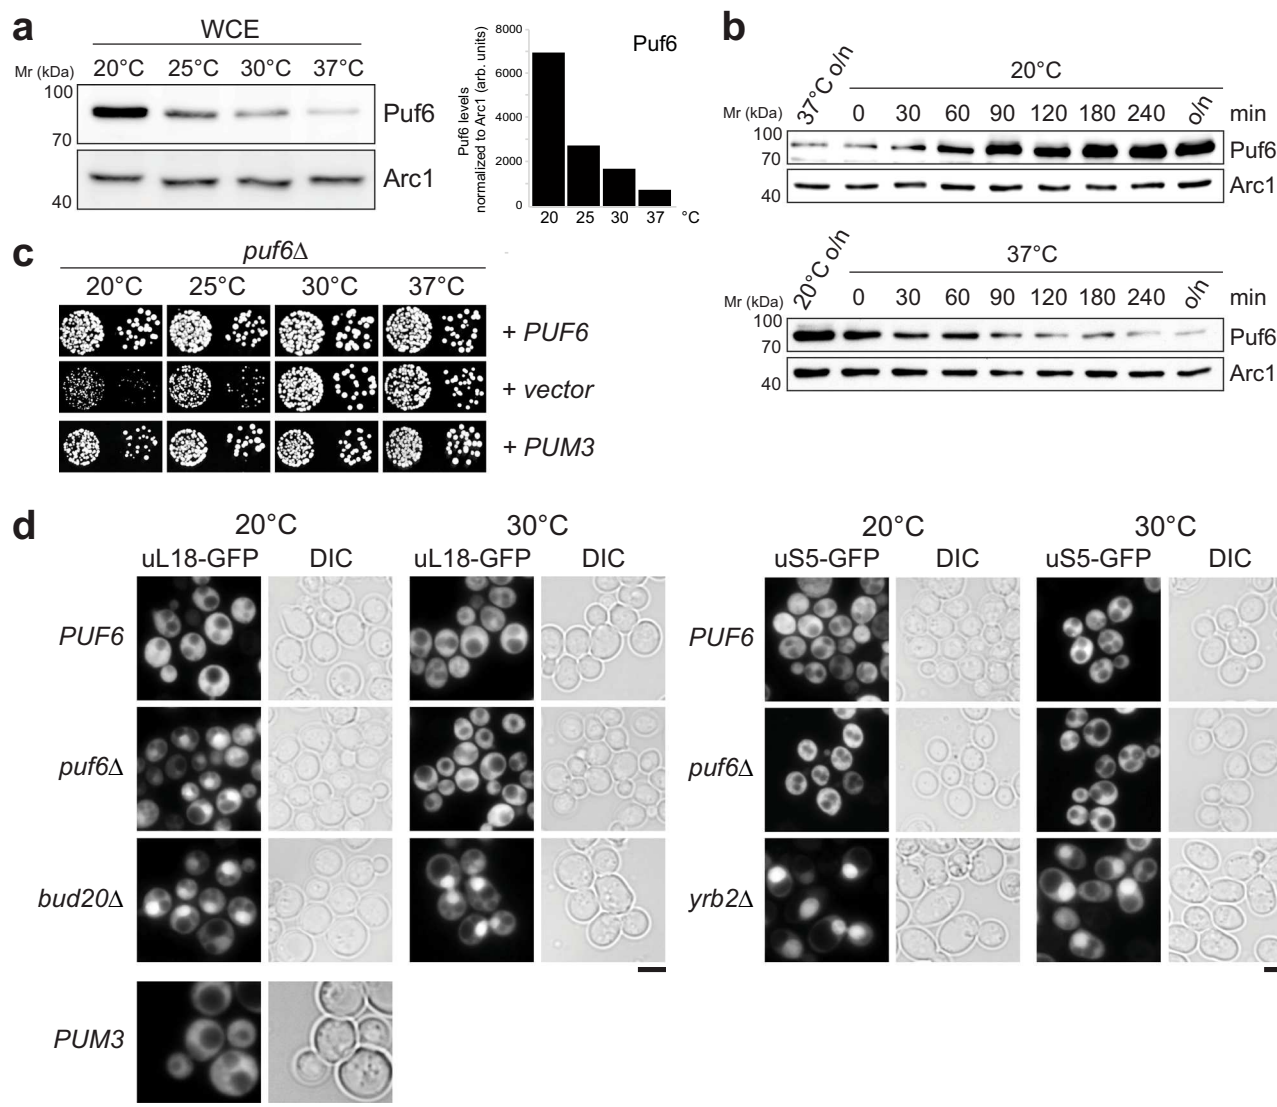 a
WCE
Mr (kDa) 20°C 25°C 30°C 37°C
100
70
Puf6
40
Arc1
Puf6 levels
normalized to Arc1 (arb. units)
8000
6000
4000
2000
0
Puf6
20 25 30 37 °C
b
37°C o/n
20°C
Mr (kDa) 0 30 60 90 120 180 240 o/n min
100
70
Puf6
40
Arc1
20°C o/n
37°C
Mr (kDa) 0 30 60 90 120 180 240 o/n min
100
70
Puf6
40
Arc1
c
puf6Δ
20°C 25°C 30°C 37°C
+ PUF6
+ vector
+ PUM3
d
20°C 30°C
uL18-GFP DIC uL18-GFP DIC
PUF6
puf6Δ
bud20Δ
PUM3
20°C 30°C
uS5-GFP DIC uS5-GFP DIC
PUF6
puf6Δ
yrb2Δ